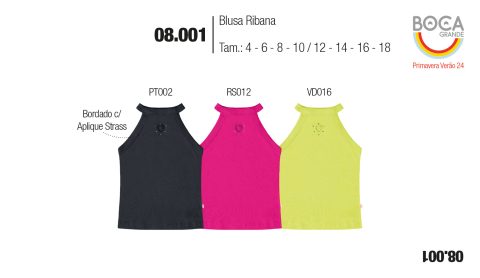 08.001
Blusa Ribana
Tam.: 4 - 6 - 8 - 10 / 12 - 14 - 16 - 18
BOCA
GRANDE
Primavera Verão 24
PT002
RS012
VD016
Bordado c/
Aplique Strass
08.001